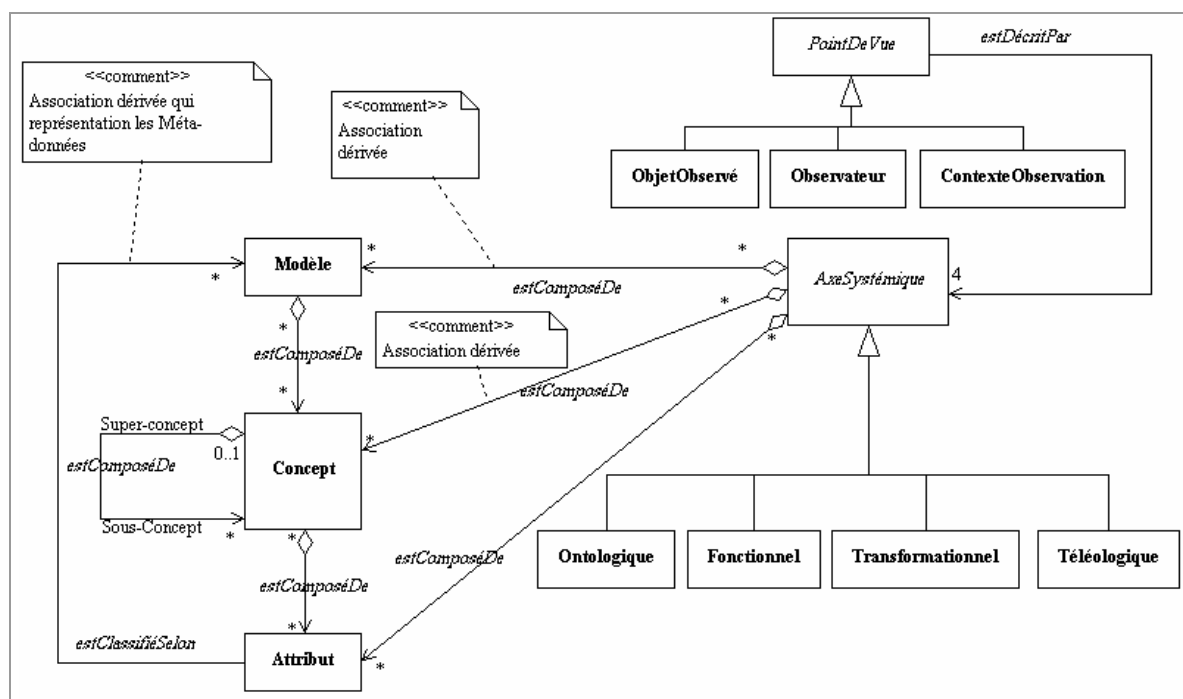 PointDeVue
estDécritPar
<<comment>>
Association dérivée qui
représentation les Méta-
données
<<comment>>
Association
dérivée
ObjetObservé
Observateur
ContexteObservation
*
Modèle
*
*
AxeSystémique
4
estComposéDe
*
*
*
<<comment>>
Association dérivée
estComposéDe
estComposéDe
*
Super-concept
0..1
*
estComposéDe
Concept
Sous-Concept
*
*
estComposéDe
Ontologique
Fonctionnel
Transformationnel
Téléologique
estComposéDe
*
estClassifiéSelon
Attribut
*